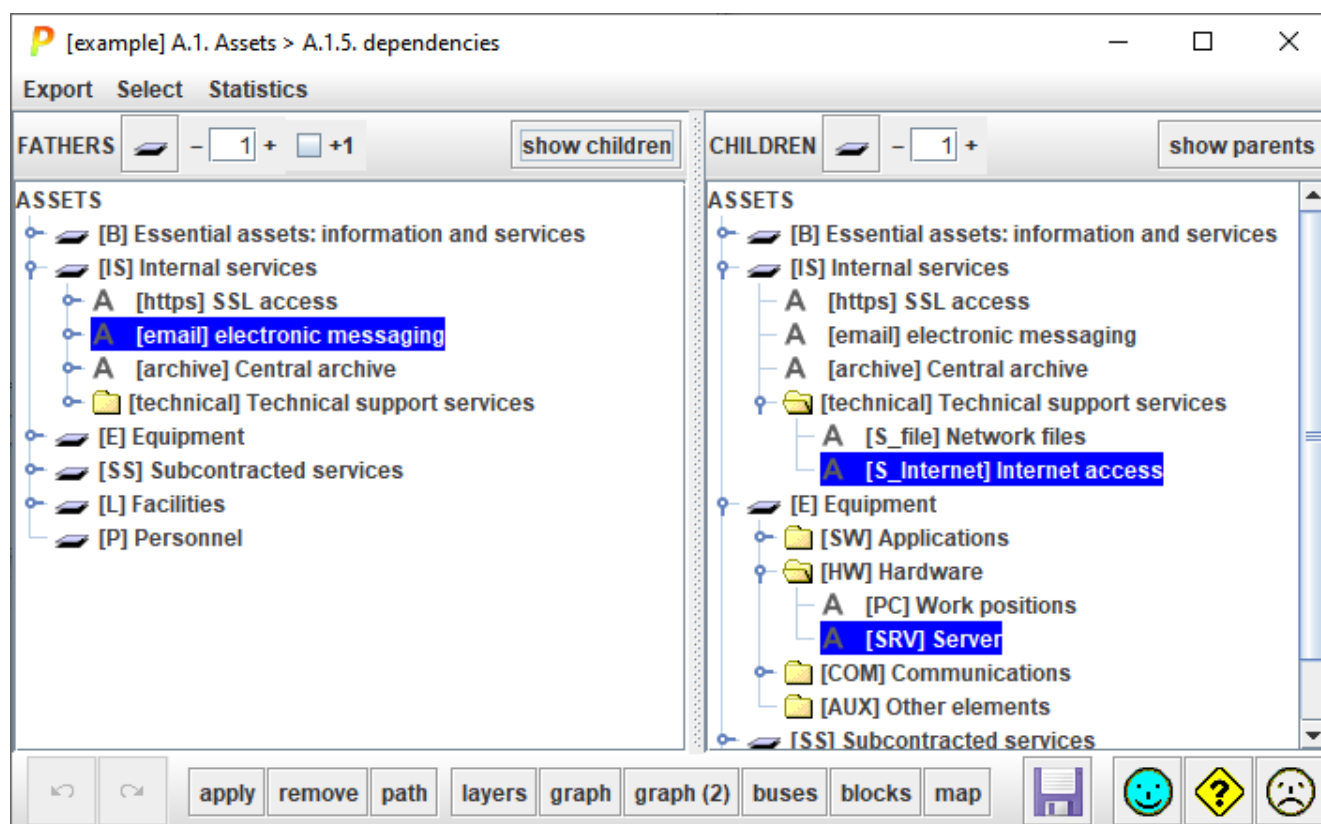 [example] A.1. Assets > A.1.5. dependencies
Export Select Statistics
FATHERS - 1 + +1 show children
ASSETS
[B] Essential assets: information and services
[IS] Internal services
A [https] SSL access
A [email] electronic messaging
A [archive] Central archive
[technical] Technical support services
[E] Equipment
[SS] Subcontracted services
[L] Facilities
[P] Personnel
CHILDREN - 1 + show parents
ASSETS
[B] Essential assets: information and services
[IS] Internal services
A [https] SSL access
A [email] electronic messaging
A [archive] Central archive
[technical] Technical support services
A [S_file] Network files
A [S_Internet] Internet access
[E] Equipment
[SW] Applications
[HW] Hardware
A [PC] Work positions
A [SRV] Server
[COM] Communications
[AUX] Other elements
[SS] Subcontracted services
apply remove path layers graph graph (2) buses blocks map